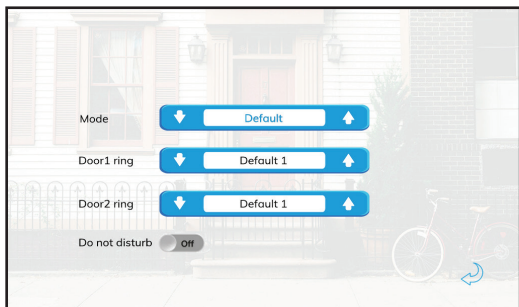 Mode Default
Door1 ring Default 1
Door2 ring Default 1
Do not disturb Off